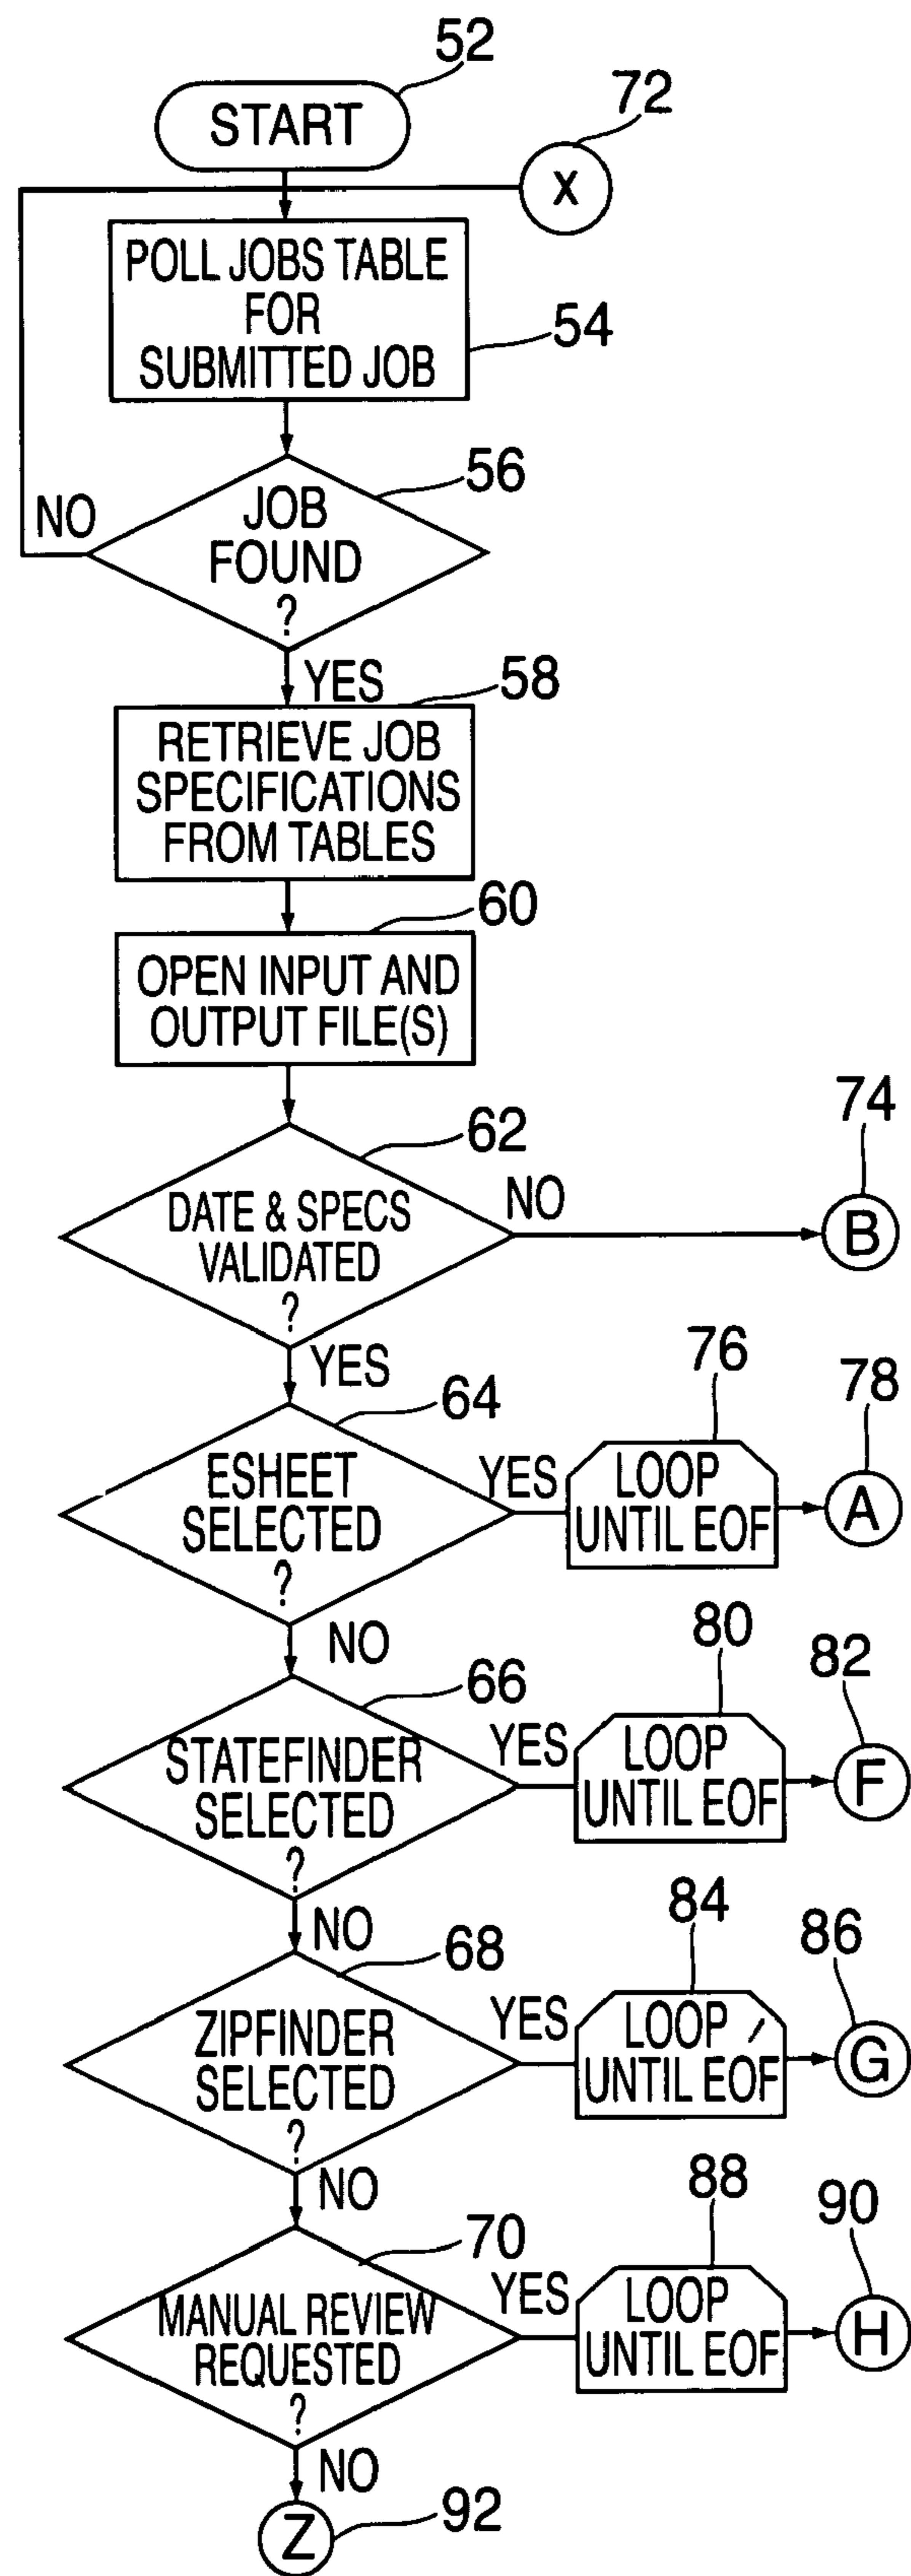 52
START
72
X
POLL JOBS TABLE
FOR
SUBMITTED JOB
54
56
JOB
FOUND
?
NO
YES
58
RETRIEVE JOB
SPECIFICATIONS
FROM TABLES
60
OPEN INPUT AND
OUTPUT FILE(S)
62
DATE & SPECS
VALIDATED
?
NO
74
B
YES
64
ESHEET
SELECTED
?
YES
76
LOOP
UNTIL EOF
78
A
NO
66
STATEFINDER
SELECTED
?
YES
80
LOOP
UNTIL EOF
82
F
NO
68
ZIPFINDER
SELECTED
?
YES
84
LOOP
UNTIL EOF
86
G
NO
70
MANUAL REVIEW
REQUESTED
?
YES
88
LOOP
UNTIL EOF
90
H
NO
Z
92